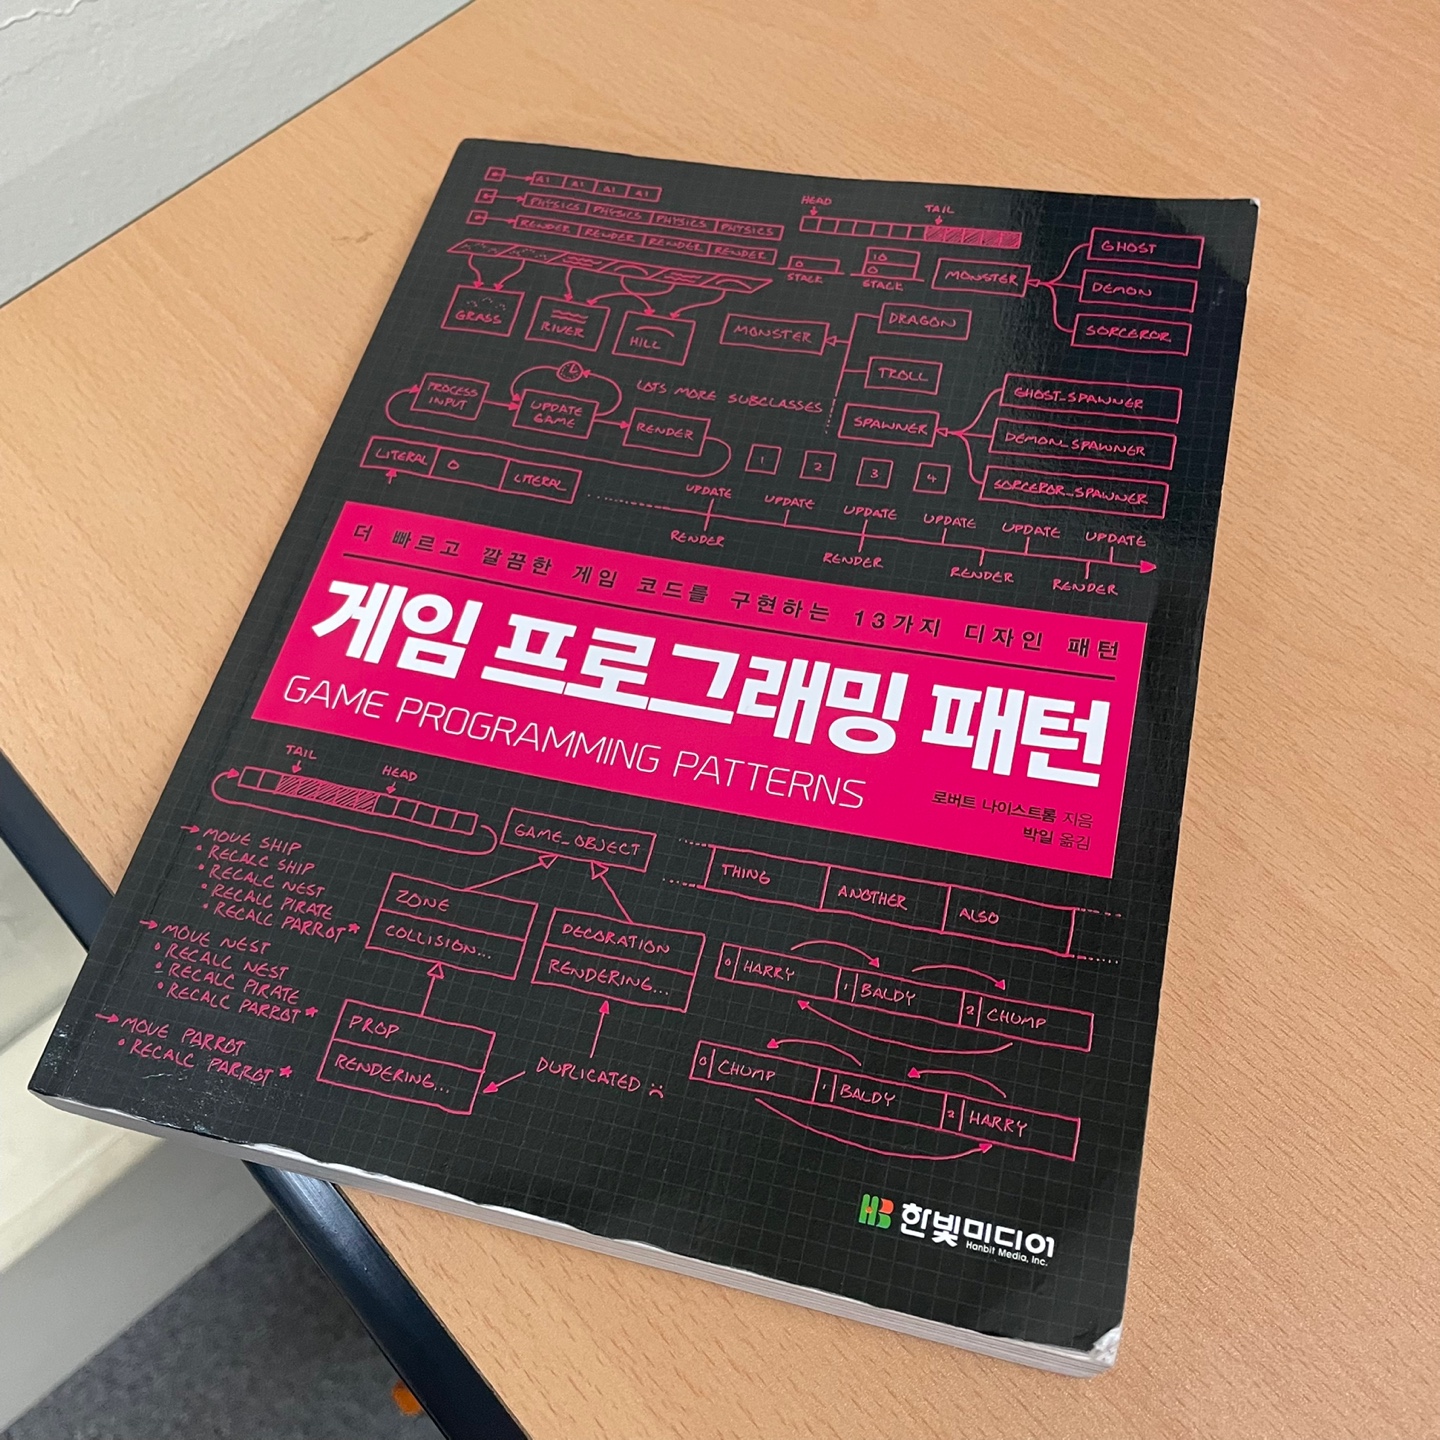 AI AI AI AI
PHYSICS PHYSICS PHYSICS PHYSICS
RENDER RENDER RENDER RENDER
HEAD TAIL
0 STACK
10 0 STACK
MONSTER
GHOST
DEMON
SORCEROR
GRASS
RIVER
HILL
MONSTER
DRAGON
TROLL
LOTS MORE SUBCLASSES
PROCESS
INPUT
UPDATE
GAME
RENDER
SPAWNER
GHOST_SPAWNER
DEMON_SPAWNER
SORCEROR_SPAWNER
LITERAL 0 LITERAL
1 2 3 4
UPDATE UPDATE UPDATE UPDATE UPDATE UPDATE
RENDER RENDER RENDER RENDER
더 빠르고 깔끔한 게임 코드를 구현하는 13가지 디자인 패턴
게임 프로그래밍 패턴
GAME PROGRAMMING PATTERNS
로버트 나이스트롬 지음
박일 옮김
TAIL HEAD
→ MOVE SHIP
• RECALC SHIP
• RECALC NEST
• RECALC PIRATE
• RECALC PARROT*
→ MOVE NEST
• RECALC NEST
• RECALC PIRATE
• RECALC PARROT*
→ MOVE PARROT
• RECALC PARROT*
GAME_OBJECT
ZONE
COLLISION...
DECORATION
RENDERING...
PROP
RENDERING...
DUPLICATED :(
THING ANOTHER ALSO
0 HARRY 1 BALDY 2 CHUMP
0 CHUMP 1 BALDY 2 HARRY
HB 한빛미디어
Hanbit Media, Inc.